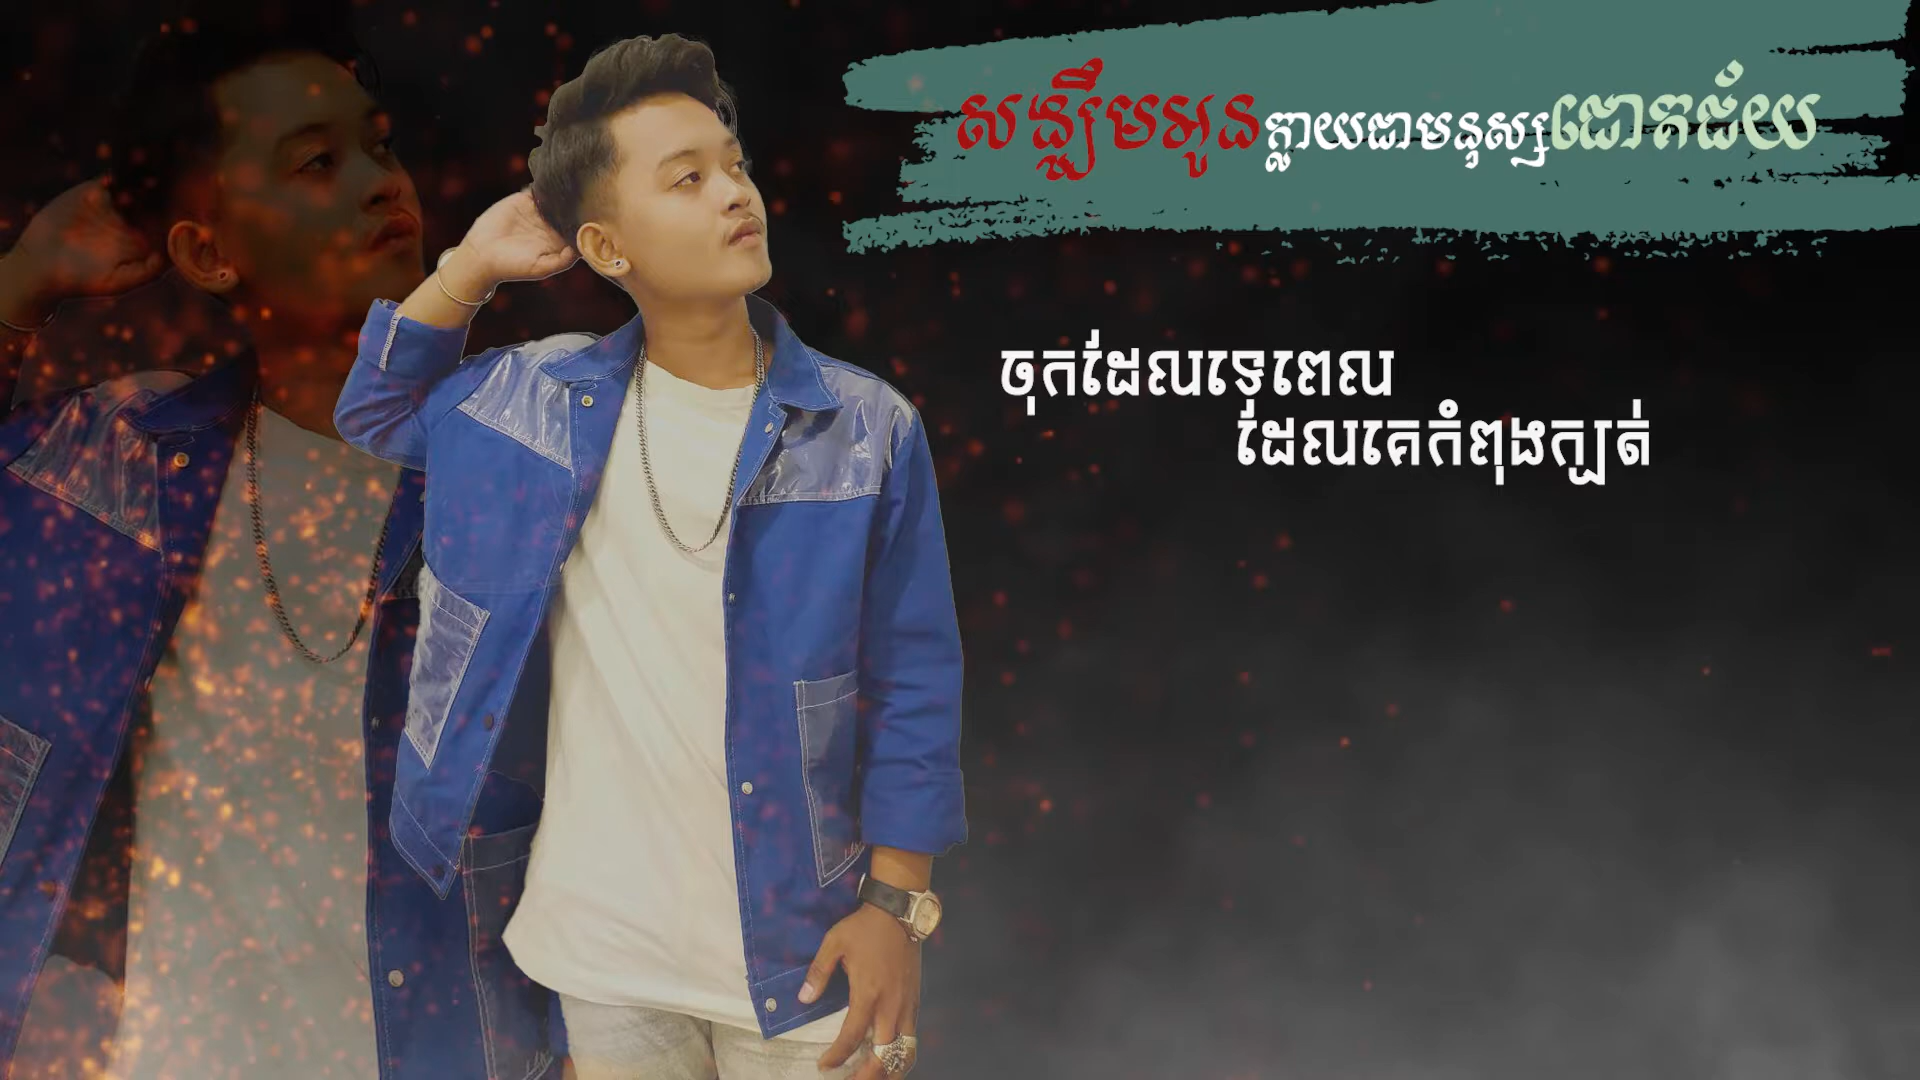 សង្ឃឹមអូនក្លាយជាមនុស្សជោគជ័យ
ចុកដែលទេពេល
ដែលគេកំពុងក្បត់